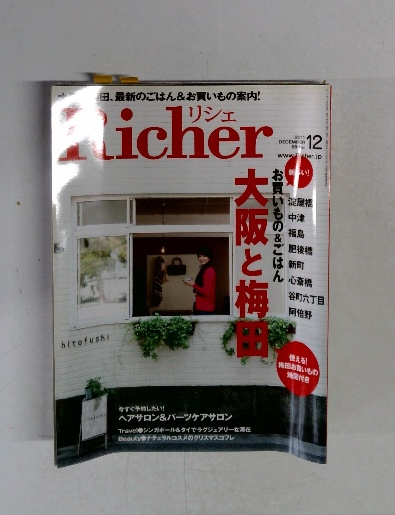 田、最新のごはん&お買いもの案内!
Richer
リシェ
2011
DECEMBER
12
www.richer.jp
お買いもの&ごはん
大阪と梅田
淀屋橋
中津
福島
肥後橋
新町
心斎橋
谷町六丁目
阿倍野
使える!
梅田お買いもの
地図付き
hitofushi
今すぐ予約したい!
ヘアサロン&パーツケアサロン
Travel●シンガポール&タイでラグジュアリーな滞在
Beauty●ナチュラルコスメのクリスマスコフレ